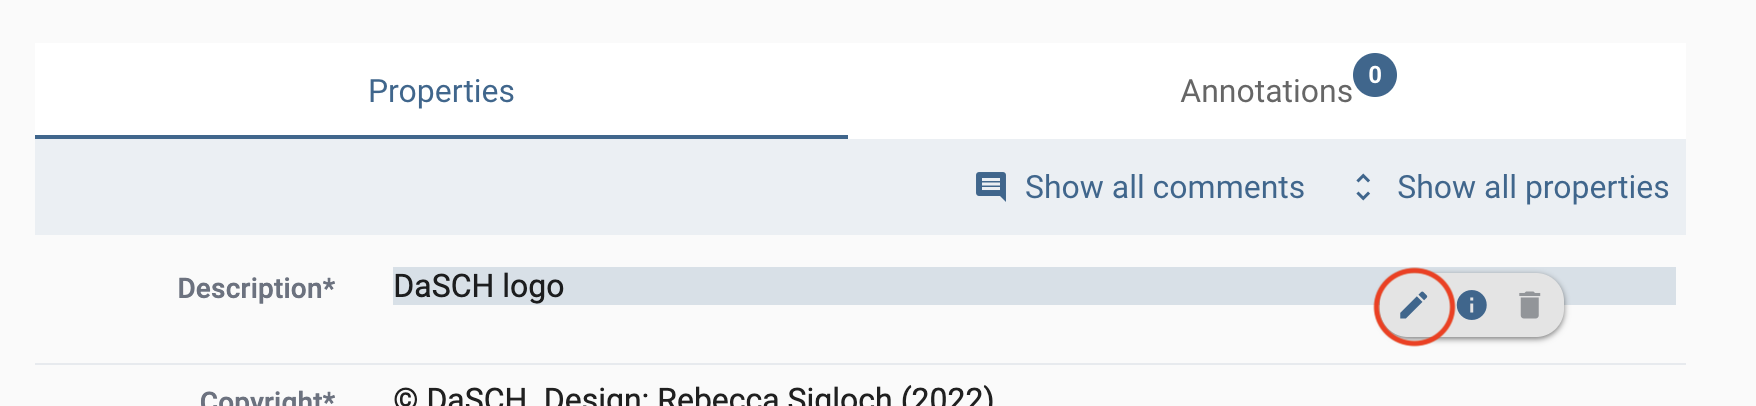 Properties
Annotations 0
Show all comments Show all properties
Description* DaSCH logo
Copyright* © DaSCH, Design: Rebecca Sigloch (2022)